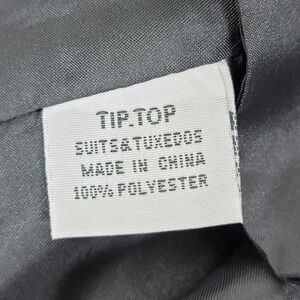 TIP.TOP
SUITS&TUXEDOS
MADE IN CHINA
100% POLYESTER